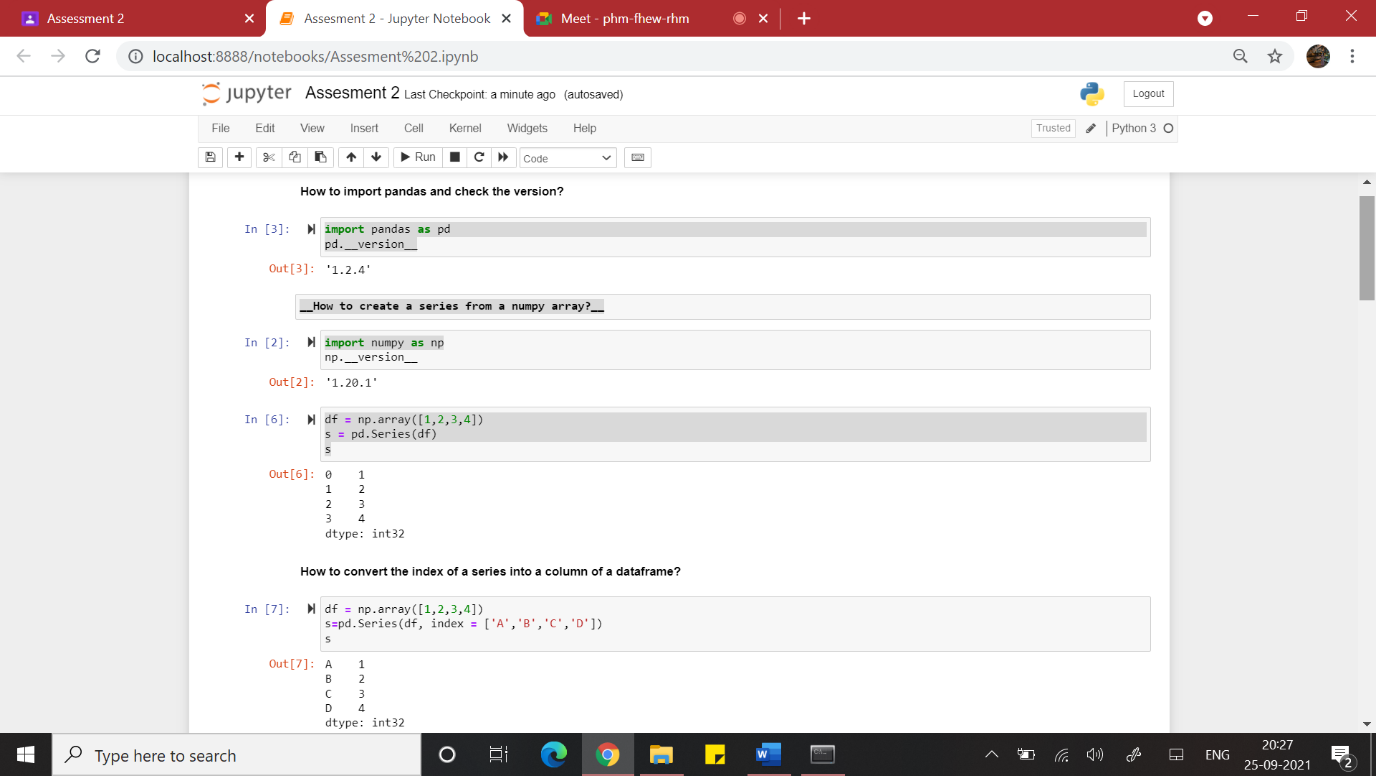 Assessment 2
Assesment 2 - Jupyter Notebook
Meet - phm-fhew-rhm
localhost:8888/notebooks/Assesment%202.ipynb
jupyter Assesment 2 Last Checkpoint: a minute ago (autosaved)
Logout
File Edit View Insert Cell Kernel Widgets Help
Trusted Python 3
Run Code
How to import pandas and check the version?
In [3]: import pandas as pd
pd.__version__
Out[3]: '1.2.4'
__How to create a series from a numpy array?__
In [2]: import numpy as np
np.__version__
Out[2]: '1.20.1'
In [6]: df = np.array([1,2,3,4])
s = pd.Series(df)
s
Out[6]: 0 1
1 2
2 3
3 4
dtype: int32
How to convert the index of a series into a column of a dataframe?
In [7]: df = np.array([1,2,3,4])
s=pd.Series(df, index = ['A','B','C','D'])
s
Out[7]: A 1
B 2
C 3
D 4
dtype: int32
Type here to search
ENG
20:27
25-09-2021
2